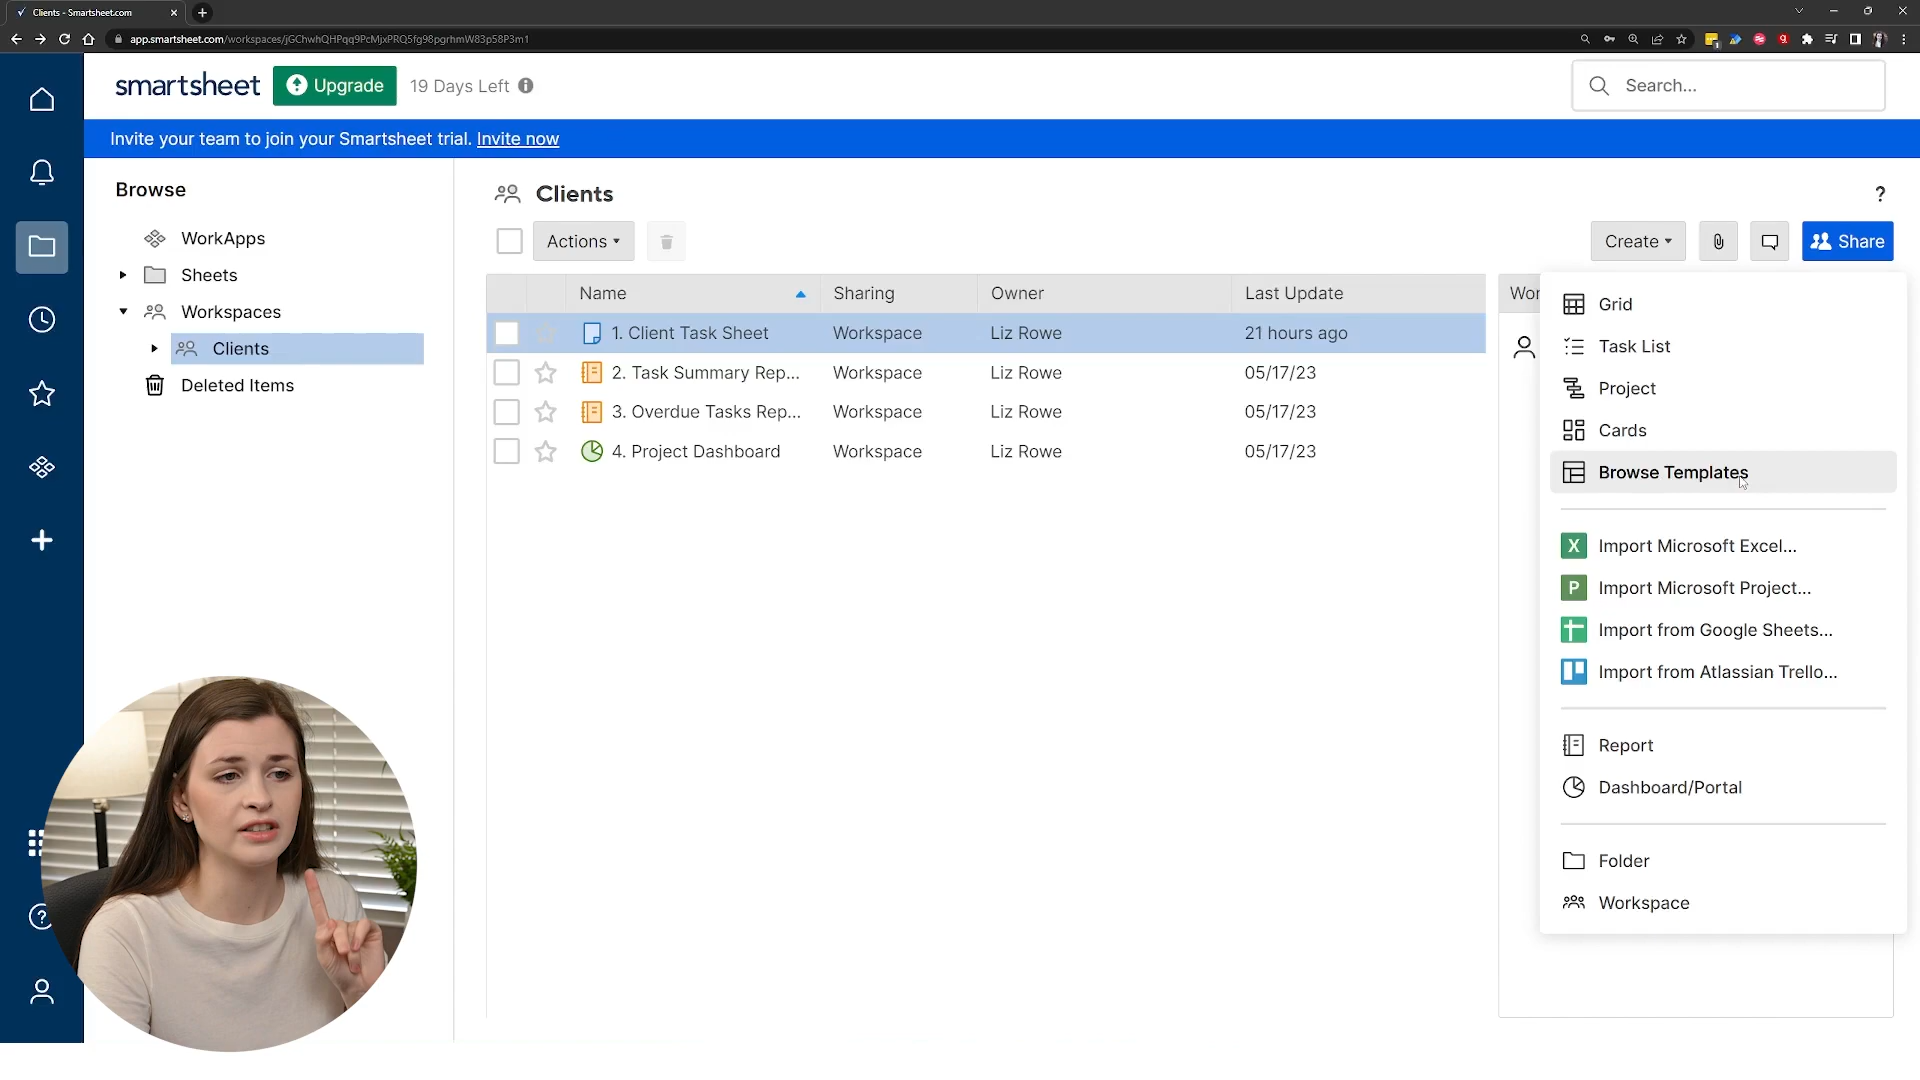 Clients - Smartsheet.com
app.smartsheet.com/workspaces/jGChwhQHPqq9PcMjxPRQ5fg98pgrhmW83p58P3m1
smartsheet
Upgrade
19 Days Left
Search...
Invite your team to join your Smartsheet trial. Invite now
Browse
WorkApps
Sheets
Workspaces
Clients
Deleted Items
Clients
?
Actions
Create
Share
Name Sharing Owner Last Update
1. Client Task Sheet Workspace Liz Rowe 21 hours ago
2. Task Summary Rep... Workspace Liz Rowe 05/17/23
3. Overdue Tasks Rep... Workspace Liz Rowe 05/17/23
4. Project Dashboard Workspace Liz Rowe 05/17/23
Grid
Task List
Project
Cards
Browse Templates
X Import Microsoft Excel...
P Import Microsoft Project...
Import from Google Sheets...
Import from Atlassian Trello...
Report
Dashboard/Portal
Folder
Workspace